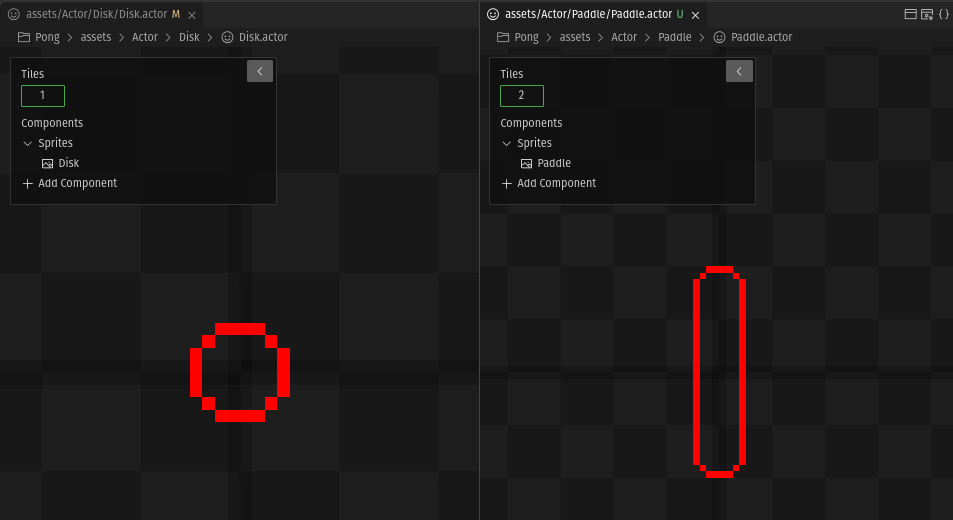 assets/Actor/Disk/Disk.actor M
Pong > assets > Actor > Disk > Disk.actor
Tiles
1
Components
Sprites
Disk
Add Component
assets/Actor/Paddle/Paddle.actor U
Pong > assets > Actor > Paddle > Paddle.actor
Tiles
2
Components
Sprites
Paddle
Add Component